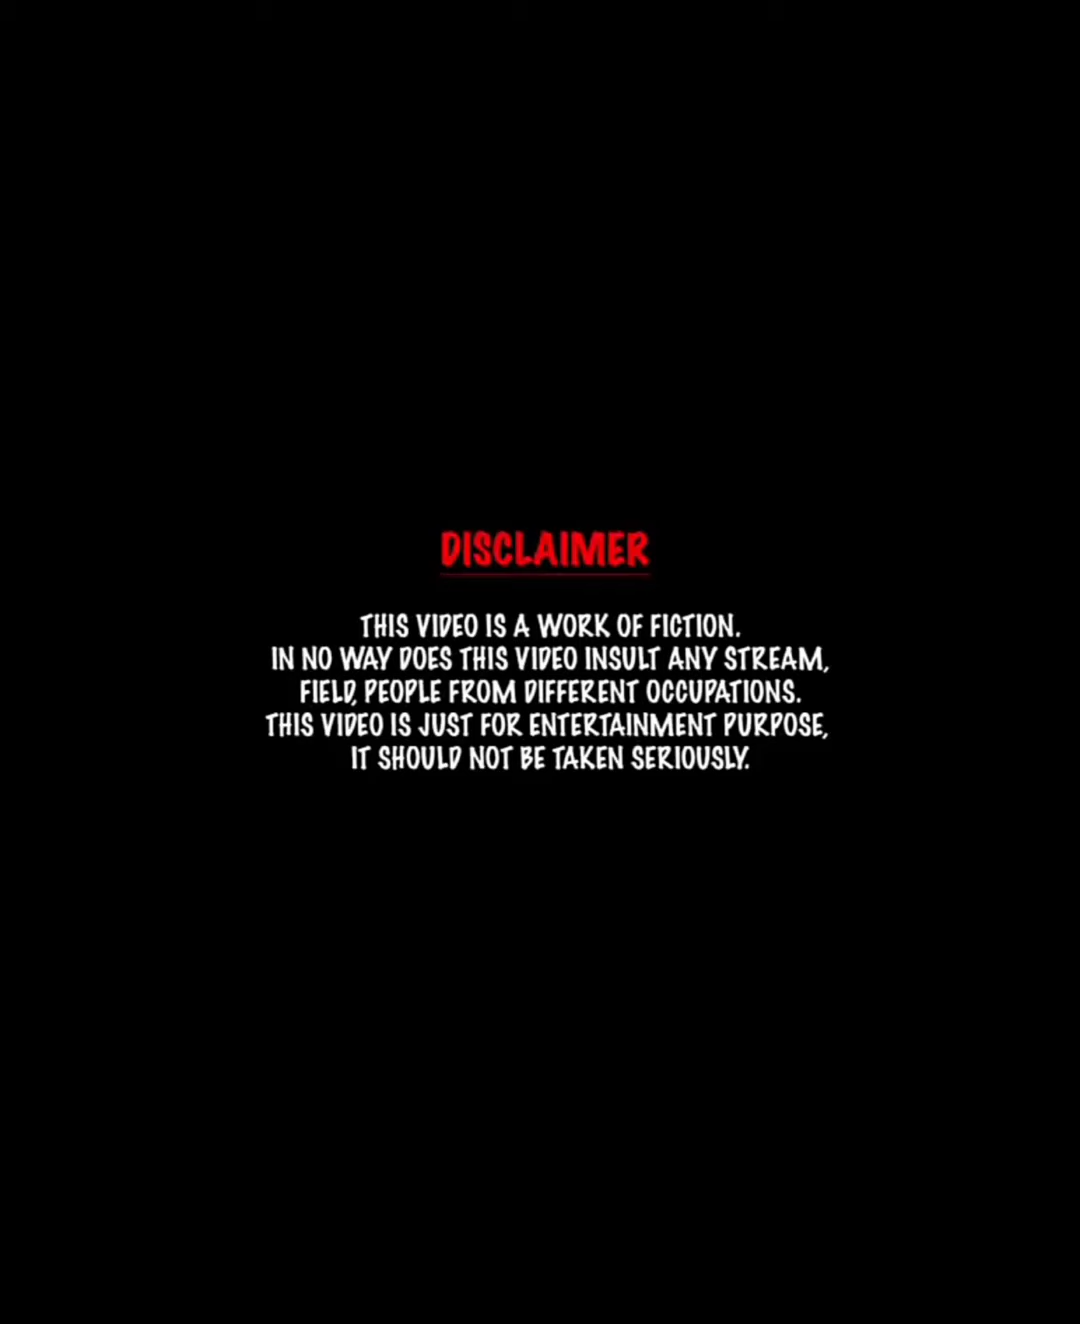 DISCLAIMER
THIS VIDEO IS A WORK OF FICTION.
IN NO WAY DOES THIS VIDEO INSULT ANY STREAM,
FIELD, PEOPLE FROM DIFFERENT OCCUPATIONS.
THIS VIDEO IS JUST FOR ENTERTAINMENT PURPOSE,
IT SHOULD NOT BE TAKEN SERIOUSLY.